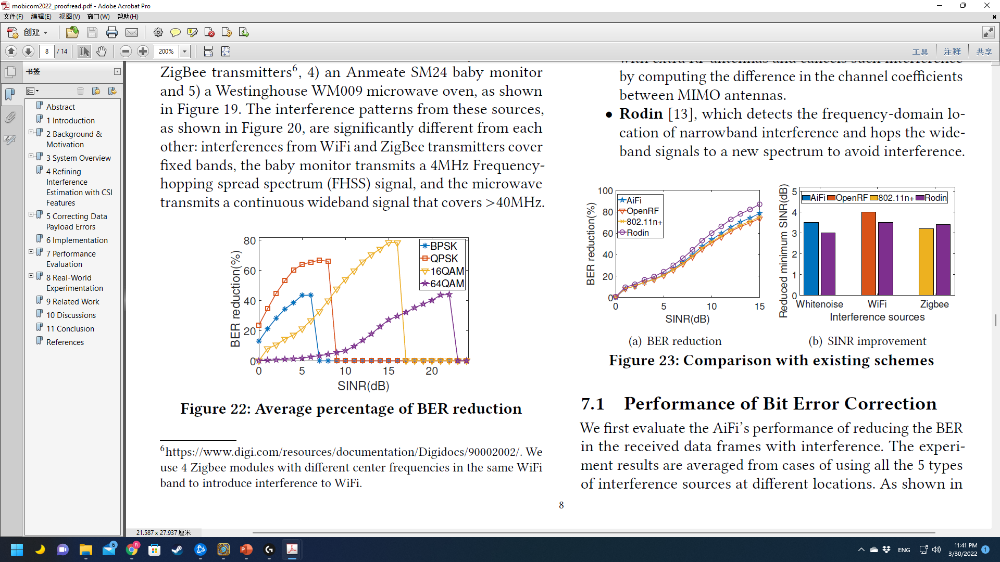 mobicom2022_proofread.pdf - Adobe Acrobat Pro
文件(F) 编辑(E) 视图(V) 窗口(W) 帮助(H)
创建
8 / 14 200% 工具 注释 共享
书签
Abstract
1 Introduction
2 Background &
Motivation
3 System Overview
4 Refining
Interference
Estimation with CSI
Features
5 Correcting Data
Payload Errors
6 Implementation
7 Performance
Evaluation
8 Real-World
Experimentation
9 Related Work
10 Discussions
11 Conclusion
References
ZigBee transmitters6, 4) an Anmeate SM24 baby monitor
and 5) a Westinghouse WM009 microwave oven, as shown
in Figure 19. The interference patterns from these sources,
as shown in Figure 20, are significantly different from each
other: interferences from WiFi and ZigBee transmitters cover
fixed bands, the baby monitor transmits a 4MHz Frequency-
hopping spread spectrum (FHSS) signal, and the microwave
transmits a continuous wideband signal that covers >40MHz.
BER reduction(%)
80
60
40
20
0
0 5 10 15 20
SINR(dB)
BPSK
QPSK
16QAM
64QAM
Figure 22: Average percentage of BER reduction
6https://www.digi.com/resources/documentation/Digidocs/90002002/. We
use 4 Zigbee modules with different center frequencies in the same WiFi
band to introduce interference to WiFi.
with extra RF antennas and cancels such interference
by computing the difference in the channel coefficients
between MIMO antennas.
• Rodin [13], which detects the frequency-domain lo-
cation of narrowband interference and hops the wide-
band signals to a new spectrum to avoid interference.
BER reduction(%)
100
80
60
40
20
0
0 5 10 15
SINR(dB)
AiFi
OpenRF
802.11n+
Rodin
(a) BER reduction
Reduced minimum SINR(dB)
5
4
3
2
1
0
AiFi OpenRF 802.11n+ Rodin
Whitenoise WiFi Zigbee
Interference sources
(b) SINR improvement
Figure 23: Comparison with existing schemes
7.1 Performance of Bit Error Correction
We first evaluate the AiFi's performance of reducing the BER
in the received data frames with interference. The experi-
ment results are averaged from cases of using all the 5 types
of interference sources at different locations. As shown in
8
21.587 x 27.937 厘米
6
R
ENG
11:41 PM
3/30/2022
1